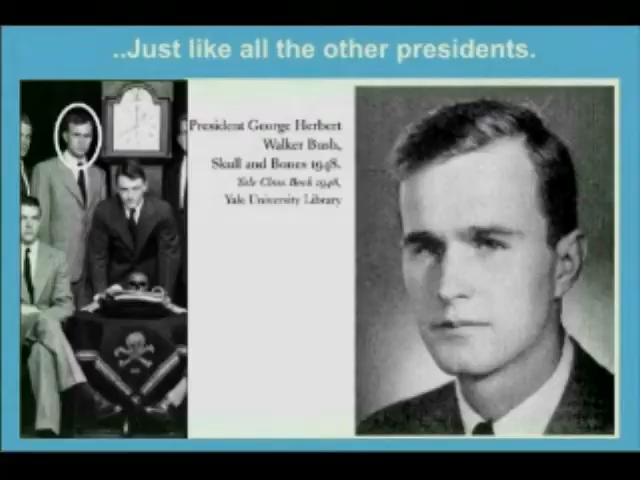 ..Just like all the other presidents.
President George Herbert
Walker Bush,
Skull and Bones 1948.
Yale Class Book 1948,
Yale University Library